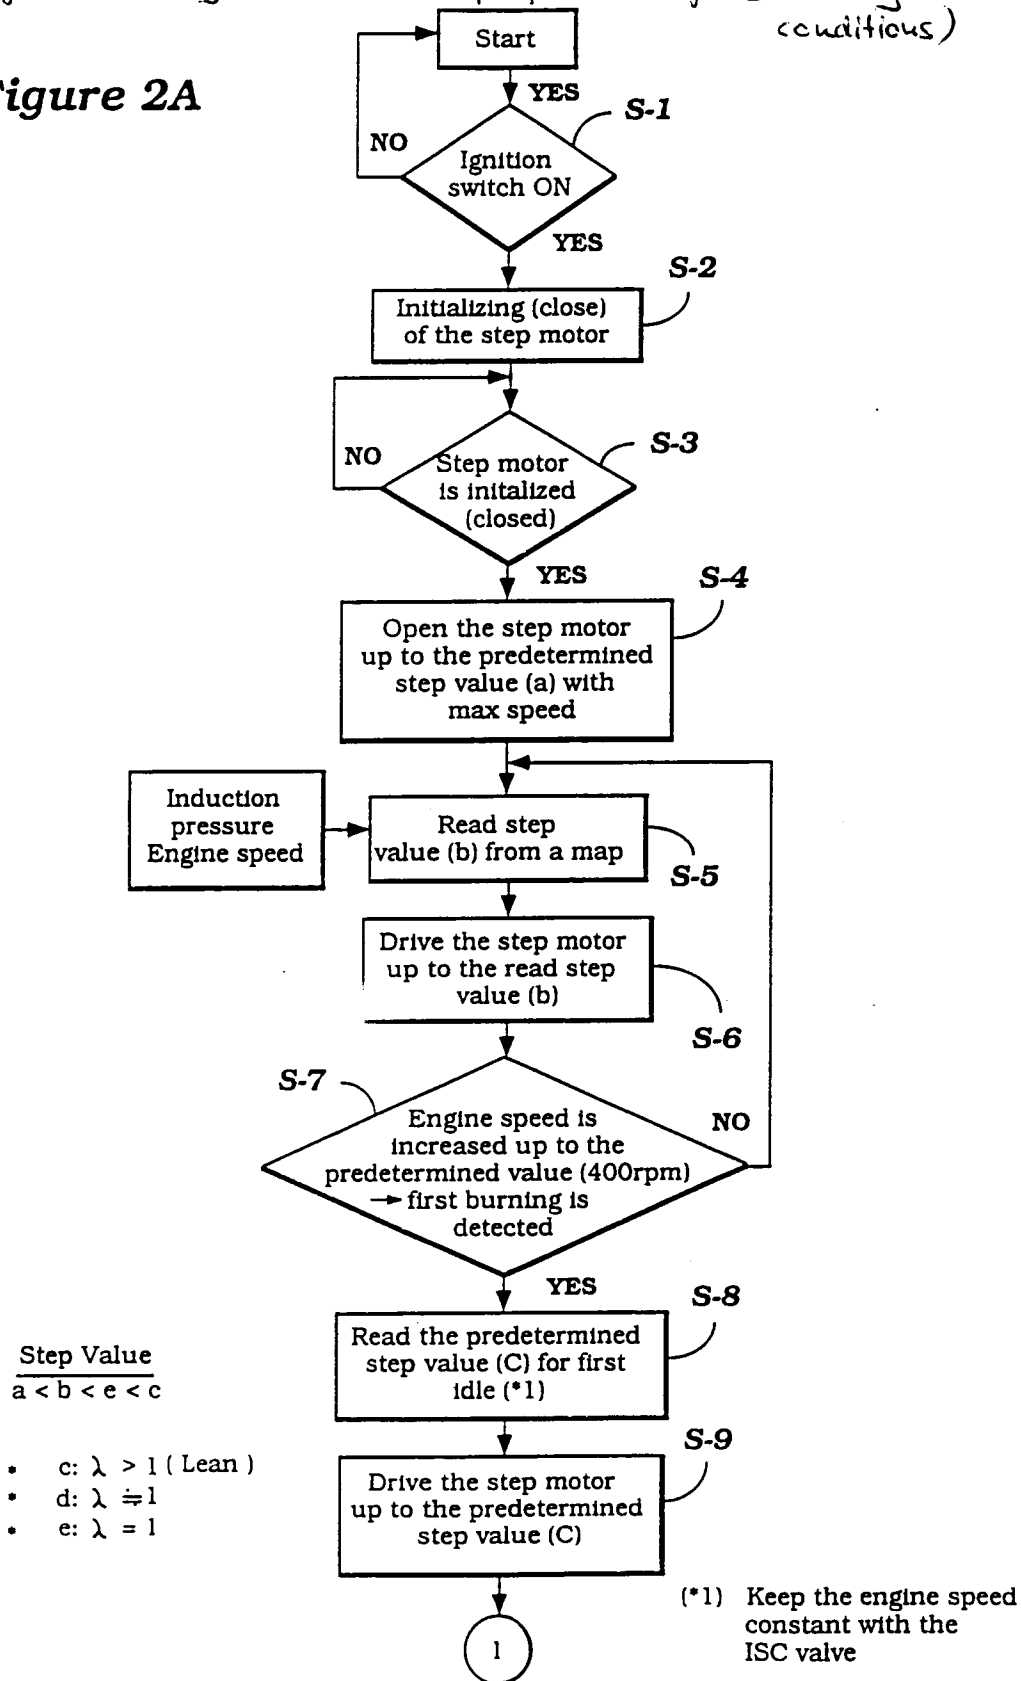 conditions)
Start
Figure 2A
YES
S-1
NO
Ignition
switch ON
YES
S-2
Initializing (close)
of the step motor
S-3
NO
Step motor
is initalized
(closed)
YES
S-4
Open the step motor
up to the predetermined
step value (a) with
max speed
Induction
pressure
Engine speed
Read step
value (b) from a map
S-5
Drive the step motor
up to the read step
value (b)
S-6
S-7
Engine speed is
increased up to the
predetermined value (400rpm)
→ first burning is
detected
NO
YES
S-8
Read the predetermined
step value (C) for first
idle (*1)
Step Value
a < b < e < c
S-9
• c: λ > 1 ( Lean )
• d: λ ≒ 1
• e: λ = 1
Drive the step motor
up to the predetermined
step value (C)
(*1) Keep the engine speed
constant with the
ISC valve
1